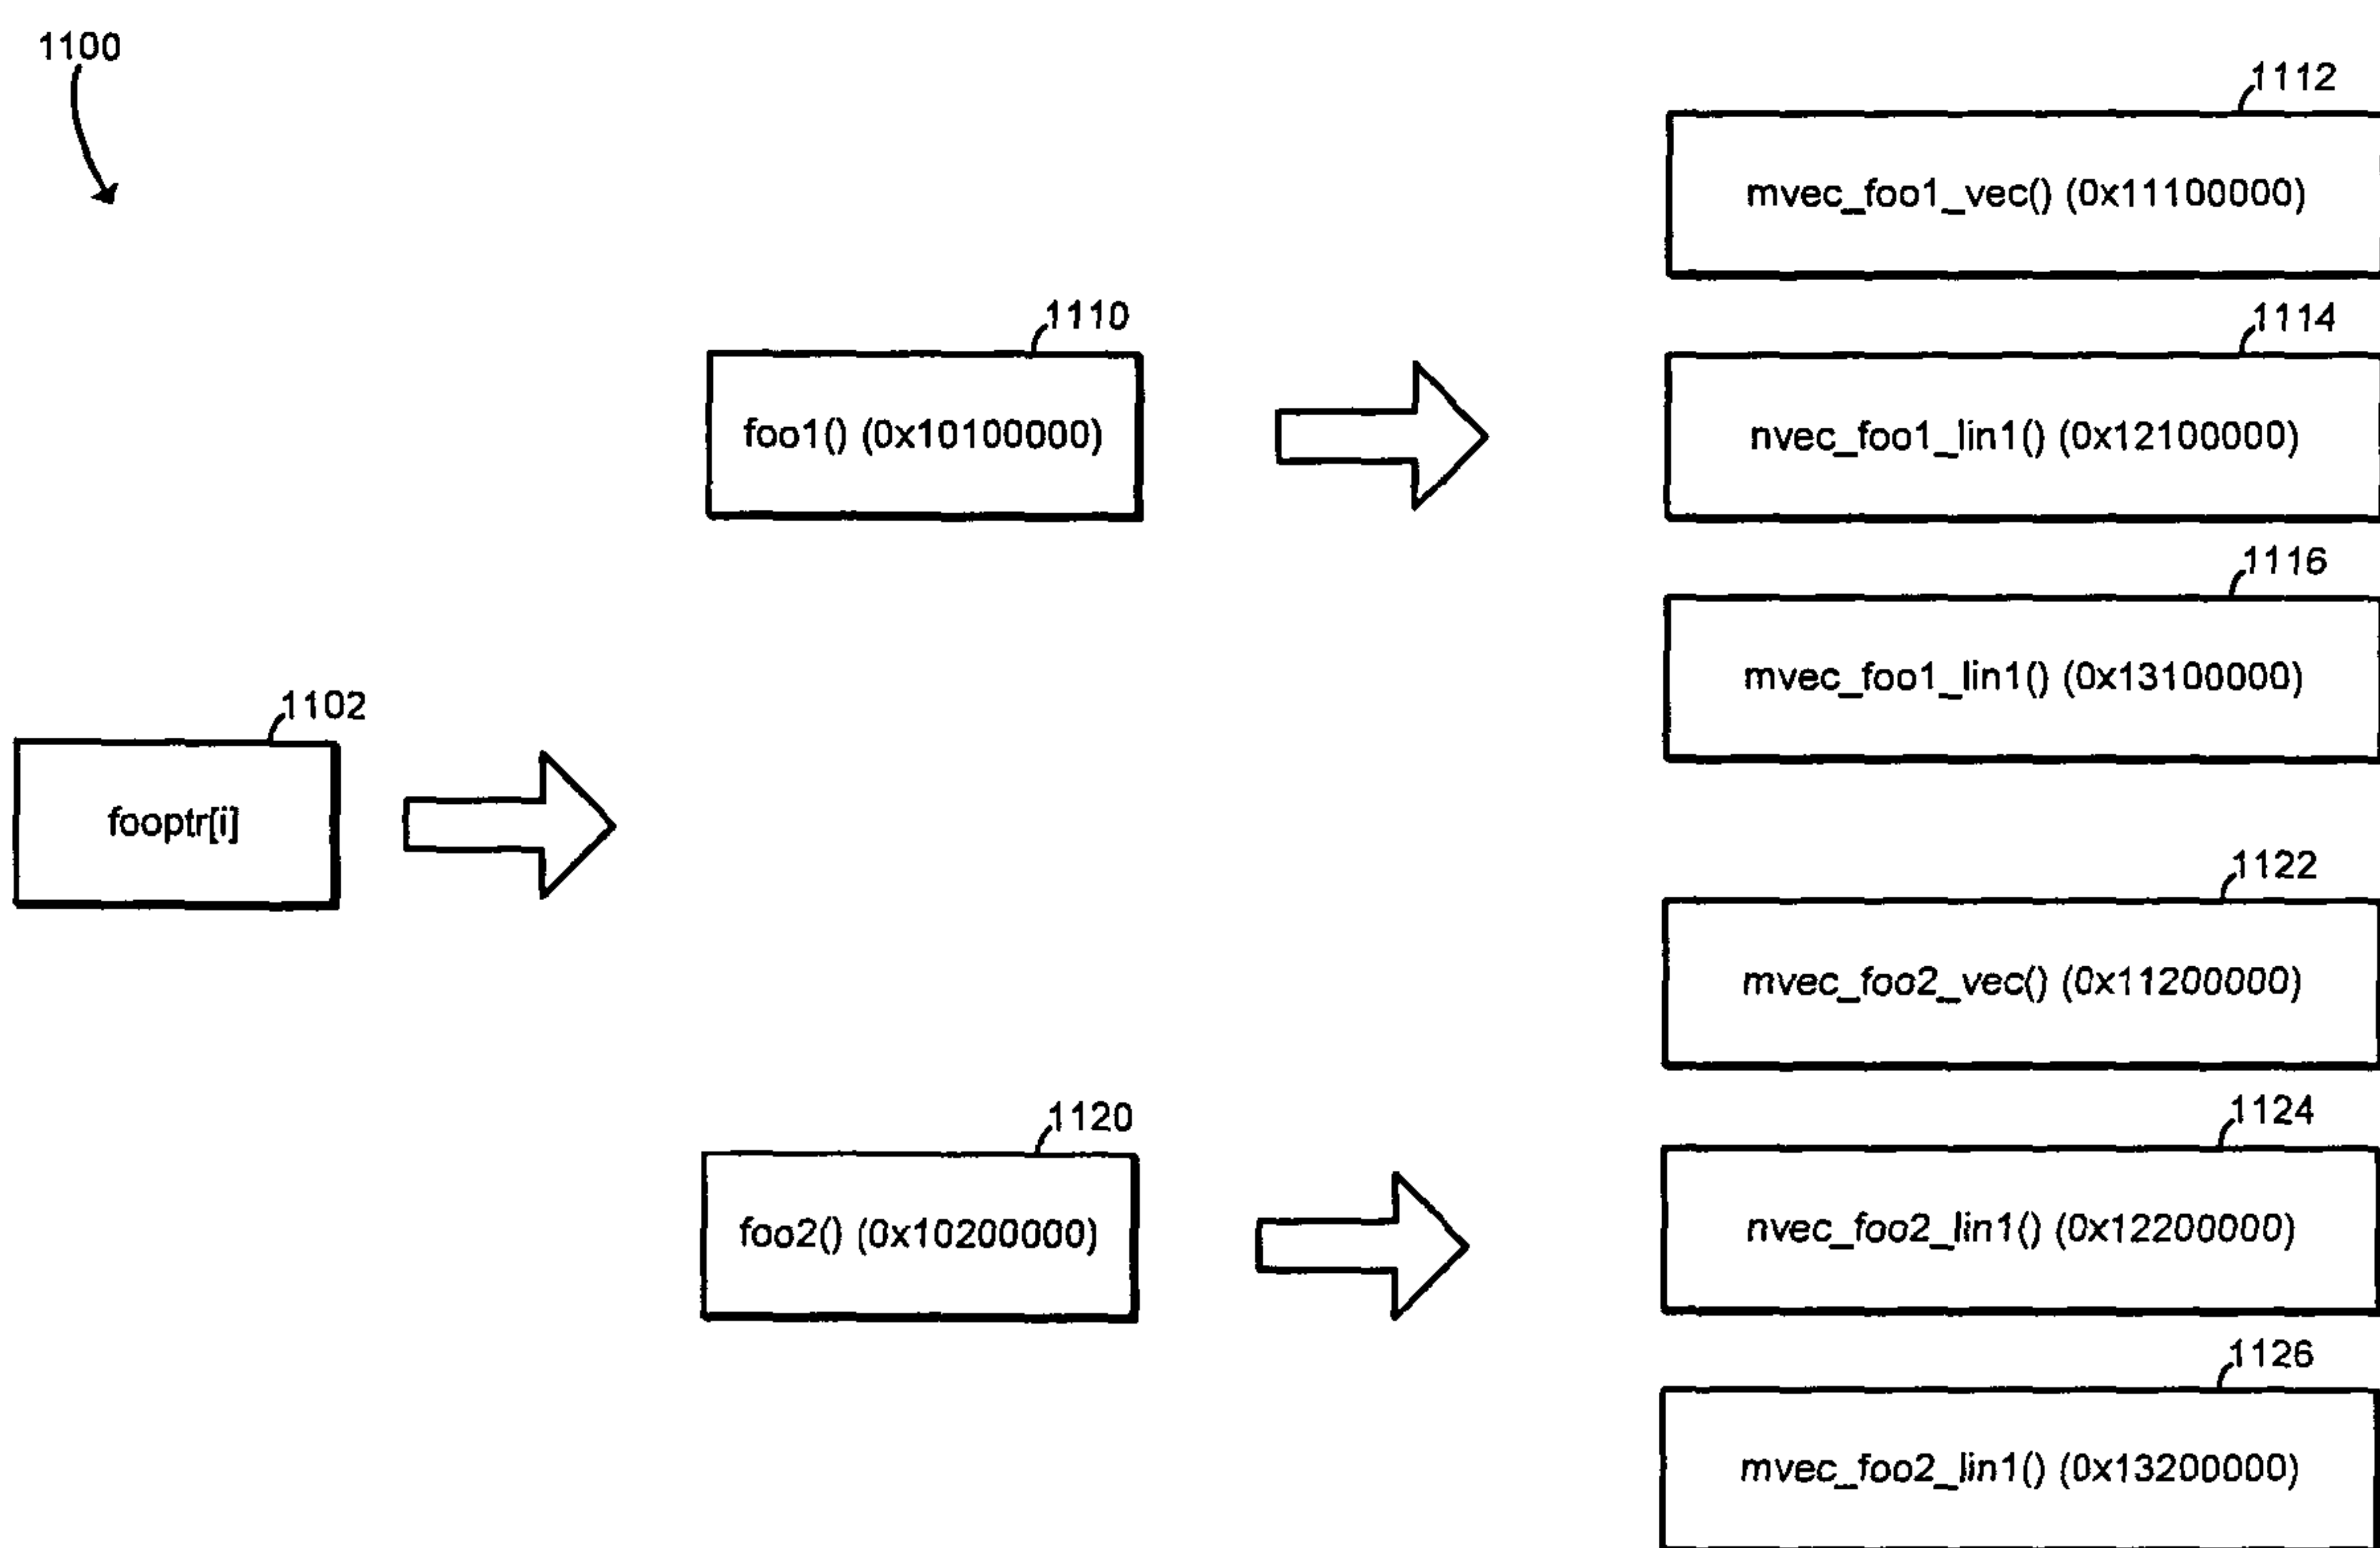 1100
1112
mvec_foo1_vec() (0x11100000)
1110
foo1() (0x10100000)
1114
nvec_foo1_lin1() (0x12100000)
1116
mvec_foo1_lin1() (0x13100000)
1102
fooptr[i]
1122
mvec_foo2_vec() (0x11200000)
1120
foo2() (0x10200000)
1124
nvec_foo2_lin1() (0x12200000)
1126
mvec_foo2_lin1() (0x13200000)